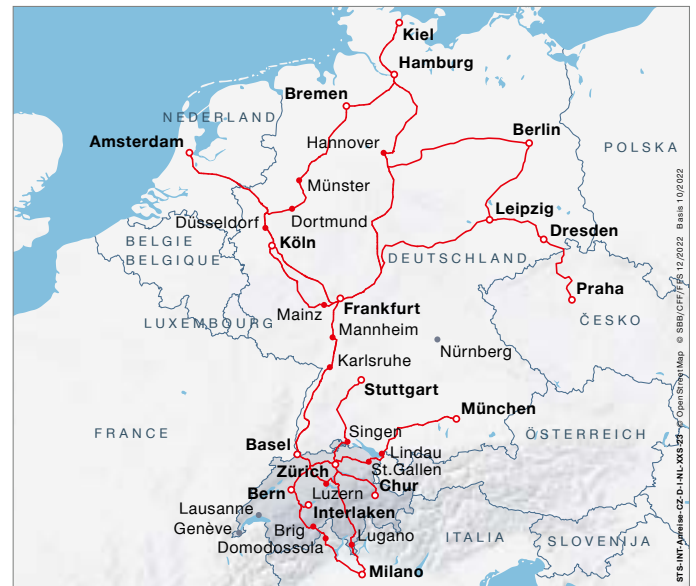 Kiel
Hamburg
Bremen
NEDERLAND
Amsterdam
Hannover
Berlin
POLSKA
Münster
Leipzig
Dortmund
Düsseldorf
Dresden
BELGIE
BELGIQUE
Köln
DEUTSCHLAND
Praha
Mainz
Frankfurt
LUXEMBOURG
ČESKO
Mannheim
Nürnberg
Karlsruhe
Stuttgart
München
FRANCE
Singen
ÖSTERREICH
Basel
Lindau
Zürich
St.Gallen
Chur
Bern
Luzern
Lausanne
Interlaken
Genève
Brig
Lugano
ITALIA
SLOVENIJA
Domodossola
Milano
STS-INT-Anreise-CZ-D-I-NL-XXS-23 © OpenStreetMap © SBB/CFF/FFS 12/2022 Basis 10/2022